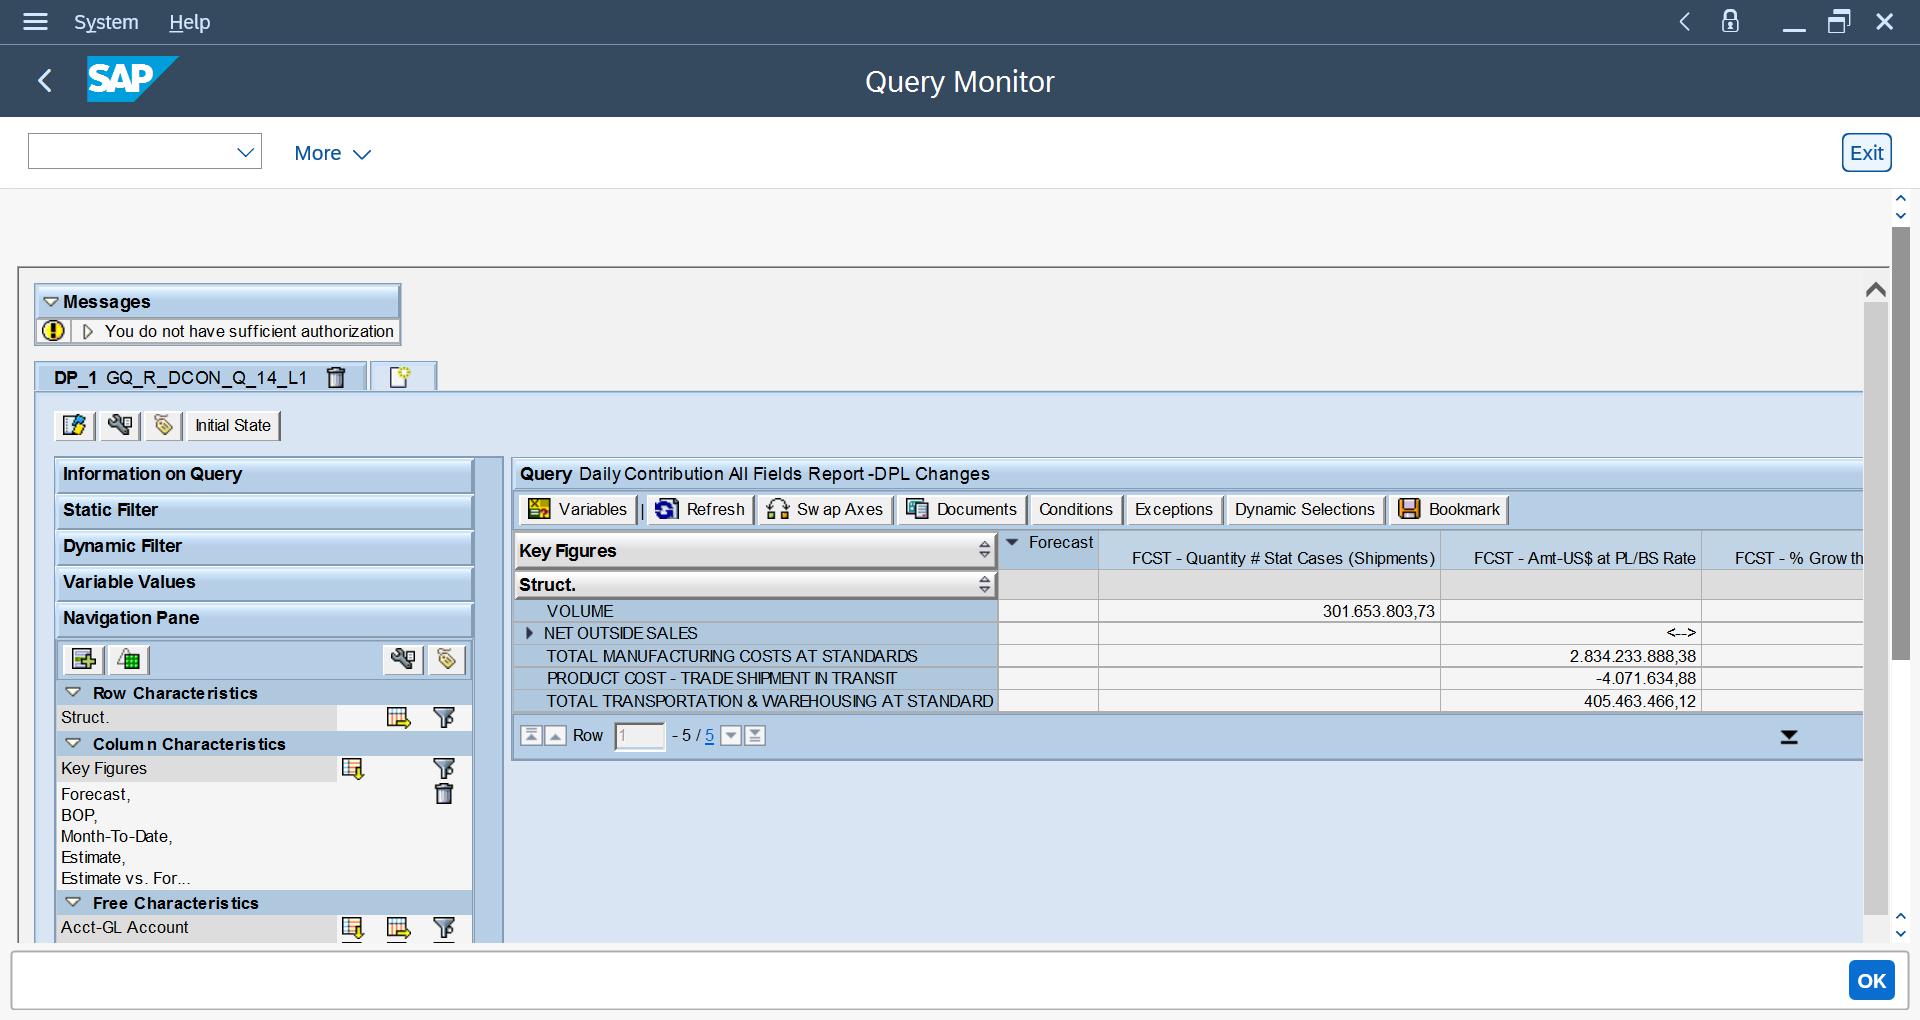 System Help
SAP Query Monitor
More Exit
Messages
You do not have sufficient authorization
DP_1 GQ_R_DCON_Q_14_L1
Initial State
Information on Query
Static Filter
Dynamic Filter
Variable Values
Navigation Pane
Row Characteristics
Struct.
Column Characteristics
Key Figures
Forecast,
BOP,
Month-To-Date,
Estimate,
Estimate vs. For...
Free Characteristics
Acct-GL Account
Query Daily Contribution All Fields Report -DPL Changes
Variables | Refresh Swap Axes Documents Conditions Exceptions Dynamic Selections Bookmark
Key Figures Forecast FCST - Quantity # Stat Cases (Shipments) FCST - Amt-US$ at PL/BS Rate FCST - % Growth
Struct.
VOLUME 301.653.803,73
NET OUTSIDE SALES <-->
TOTAL MANUFACTURING COSTS AT STANDARDS 2.834.233.888,38
PRODUCT COST - TRADE SHIPMENT IN TRANSIT -4.071.634,88
TOTAL TRANSPORTATION & WAREHOUSING AT STANDARD 405.463.466,12
Row 1 - 5 / 5
OK